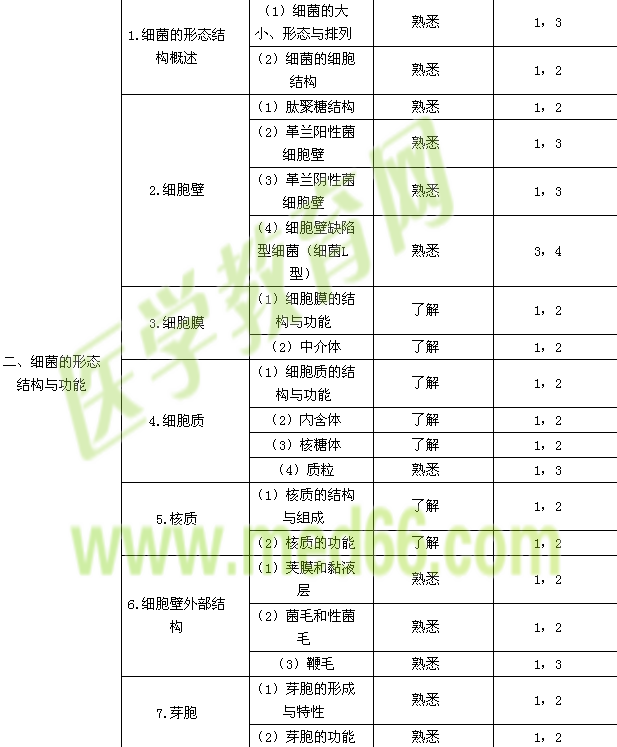 二、细菌的形态
结构与功能
1.细菌的形态结
构概述
（1）细菌的大
小、形态与排列
熟悉
1，3
（2）细菌的细胞
结构
熟悉
1，2
2.细胞壁
（1）肽聚糖结构
熟悉
1，2
（2）革兰阳性菌
细胞壁
熟悉
1，3
（3）革兰阴性菌
细胞壁
熟悉
1，3
（4）细胞壁缺陷
型细菌（细菌L
型）
熟悉
3，4
3.细胞膜
（1）细胞膜的结
构与功能
了解
1，2
（2）中介体
了解
1，2
4.细胞质
（1）细胞质的结
构与功能
了解
1，2
（2）内含体
了解
1，2
（3）核糖体
了解
1，2
（4）质粒
熟悉
1，3
5.核质
（1）核质的结构
与组成
了解
1，2
（2）核质的功能
了解
1，2
6.细胞壁外部结
构
（1）荚膜和黏液
层
熟悉
1，2
（2）菌毛和性菌
毛
熟悉
1，2
（3）鞭毛
熟悉
1，3
7.芽胞
（1）芽胞的形成
与特性
熟悉
1，2
（2）芽胞的功能
熟悉
1，2
医学教育网
www.med66.com